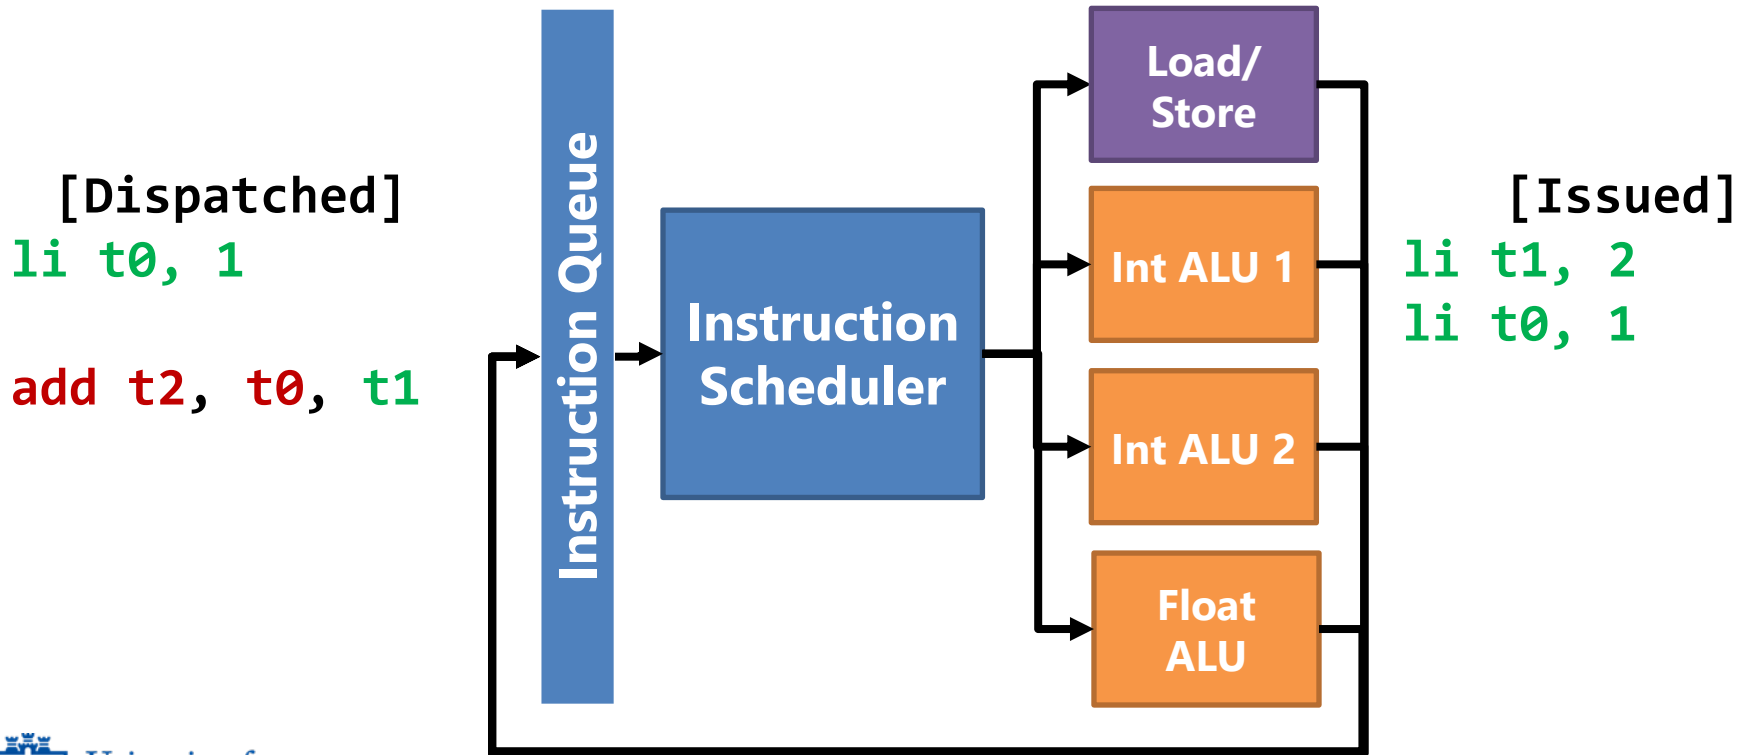 [Dispatched]
li t0, 1
add t2, t0, t1
Instruction Queue
Instruction
Scheduler
Load/
Store
Int ALU 1
Int ALU 2
Float
ALU
[Issued]
li t1, 2
li t0, 1